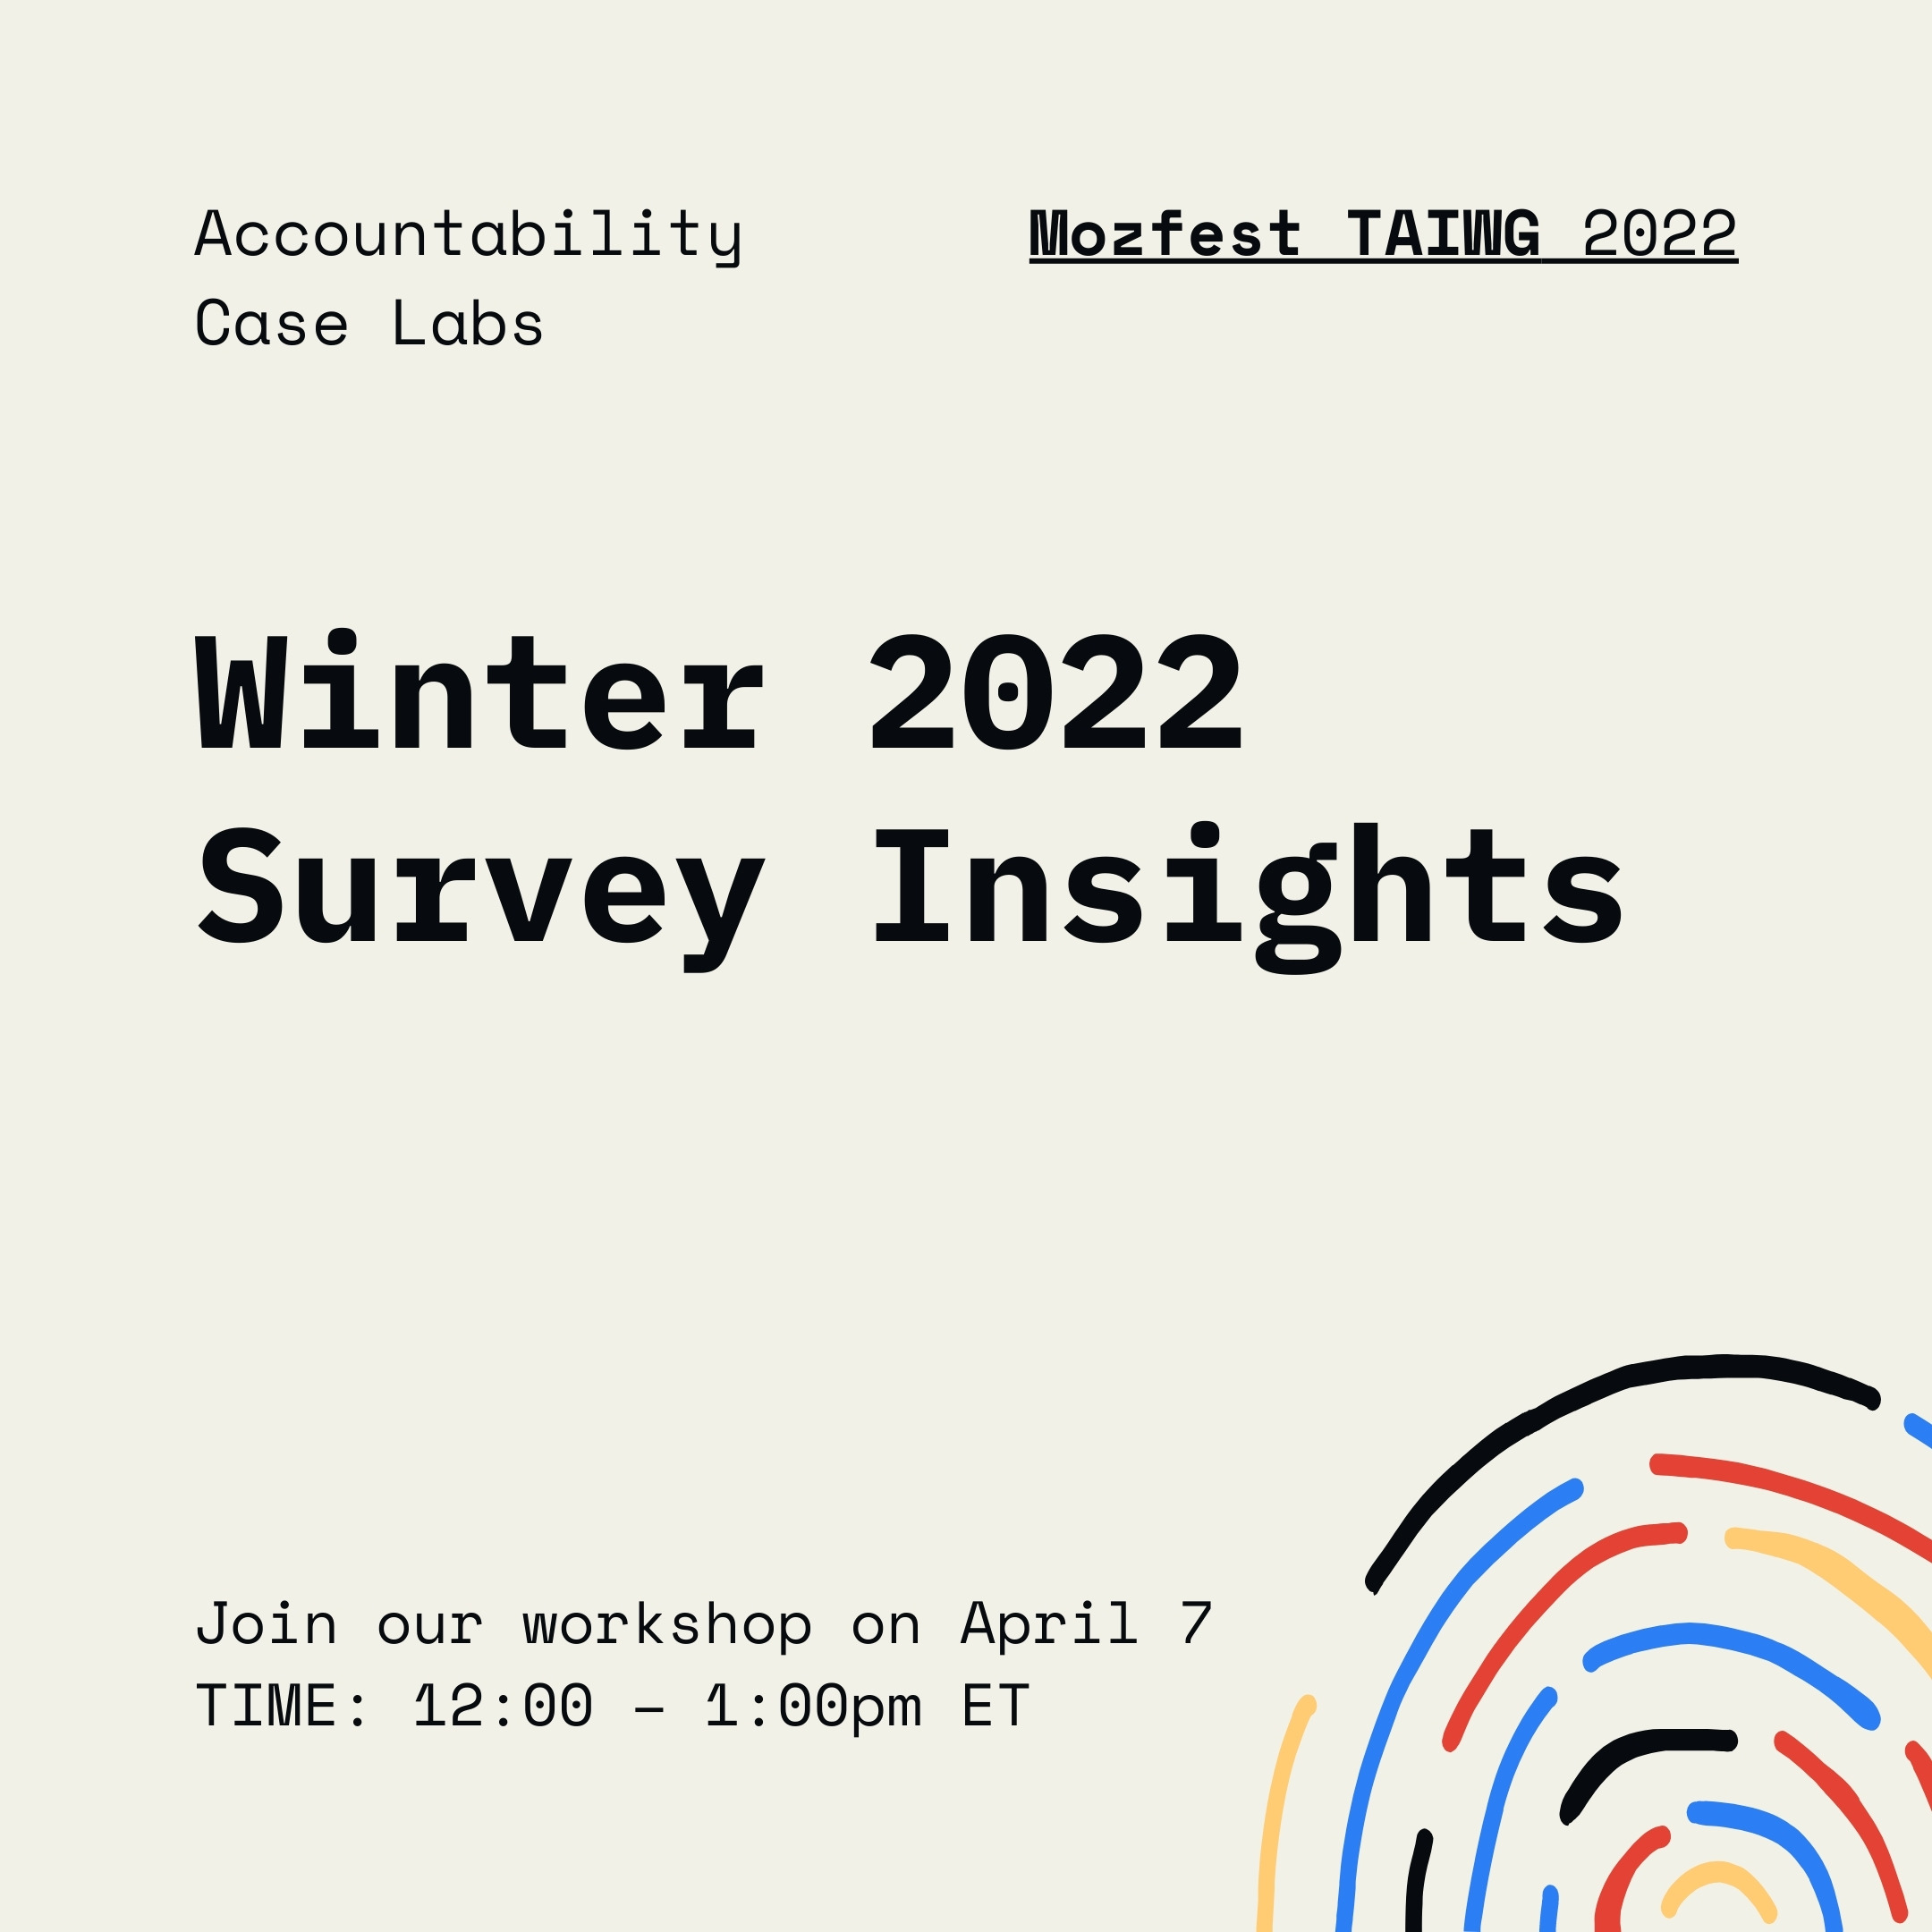 Accountability
Case Labs
Mozfest TAIWG 2022
Winter 2022
Survey Insights
Join our workshop on April 7
TIME: 12:00 – 1:00pm ET